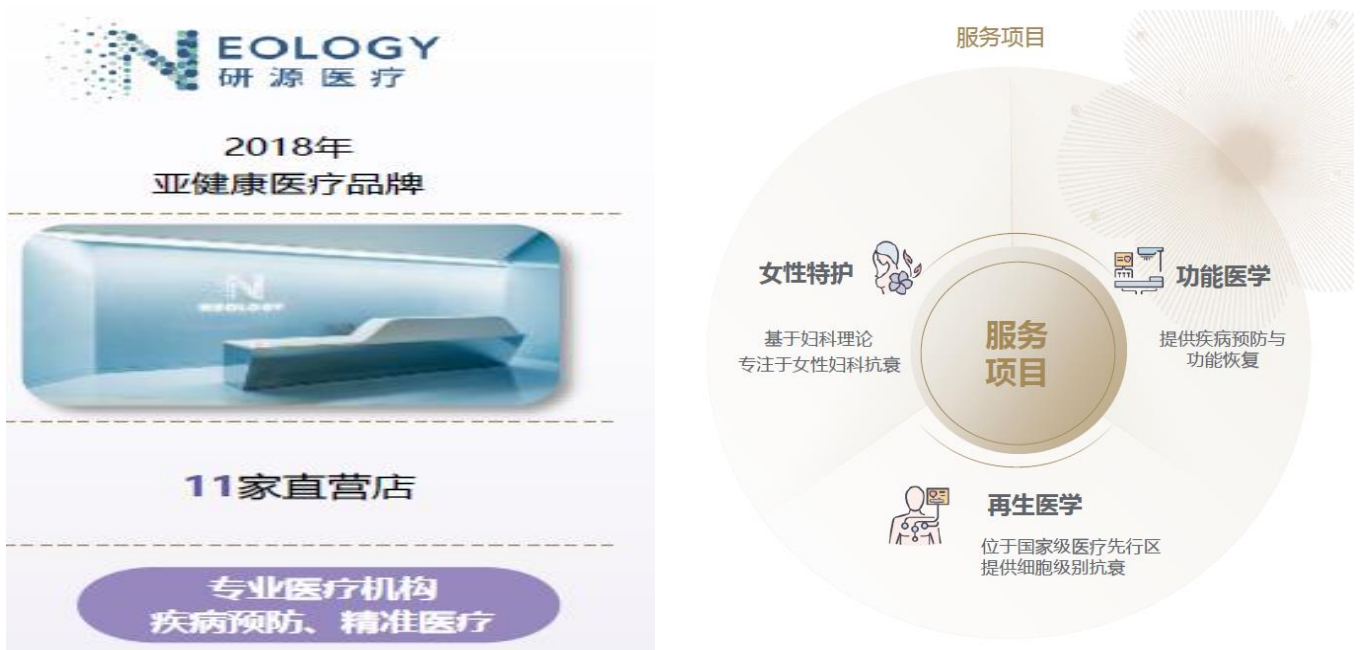 NEOLOGY
研源医疗
2018年
亚健康医疗品牌
N
NEOLOGY
11家直营店
专业医疗机构
疾病预防、精准医疗
服务项目
女性特护
基于妇科理论
专注于女性妇科抗衰
功能医学
提供疾病预防与
功能恢复
服务
项目
再生医学
位于国家级医疗先行区
提供细胞级别抗衰